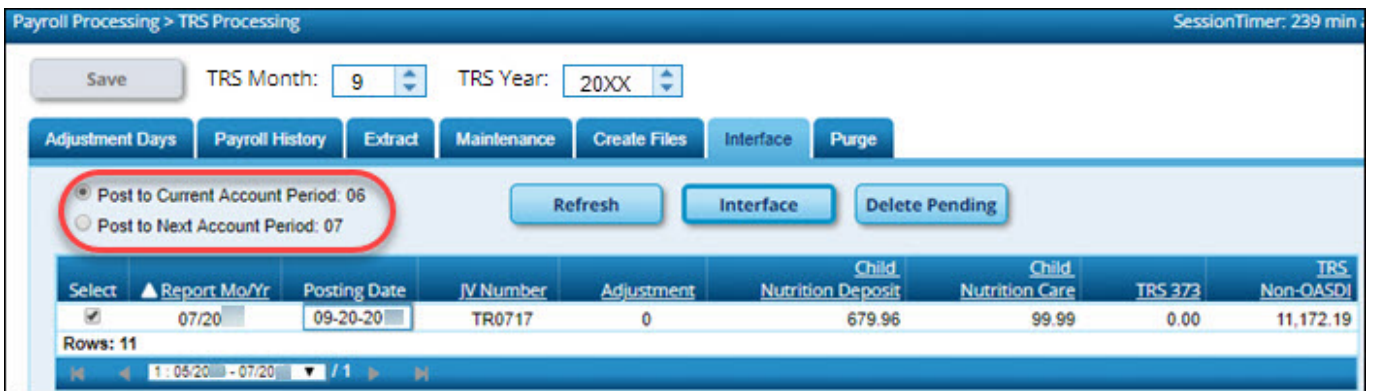 Payroll Processing > TRS Processing SessionTimer: 239 min
Save TRS Month: 9 TRS Year: 20XX
Adjustment Days Payroll History Extract Maintenance Create Files Interface Purge
Post to Current Account Period: 06
Post to Next Account Period: 07
Refresh Interface Delete Pending
Child Child TRS
Select ▲ Report Mo/Yr Posting Date JV Number Adjustment Nutrition Deposit Nutrition Care TRS 373 Non-OASDI
07/20 09-20-20 TR0717 0 679.96 99.99 0.00 11,172.19
Rows: 11
1 : 05/20 - 07/20 / 1